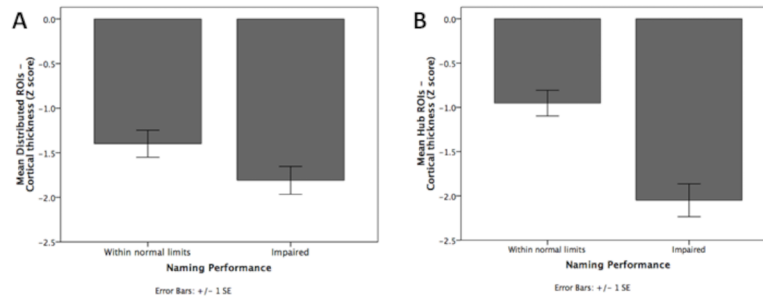 A
Mean Distributed ROIs –
Cortical thickness (Z score)
0.0
-0.5
-1.0
-1.5
-2.0
-2.5
Within normal limits
Impaired
Naming Performance
Error Bars: +/- 1 SE
B
Mean Hub ROIs –
Cortical thickness (Z score)
0.0
-0.5
-1.0
-1.5
-2.0
-2.5
Within normal limits
Impaired
Naming Performance
Error Bars: +/- 1 SE